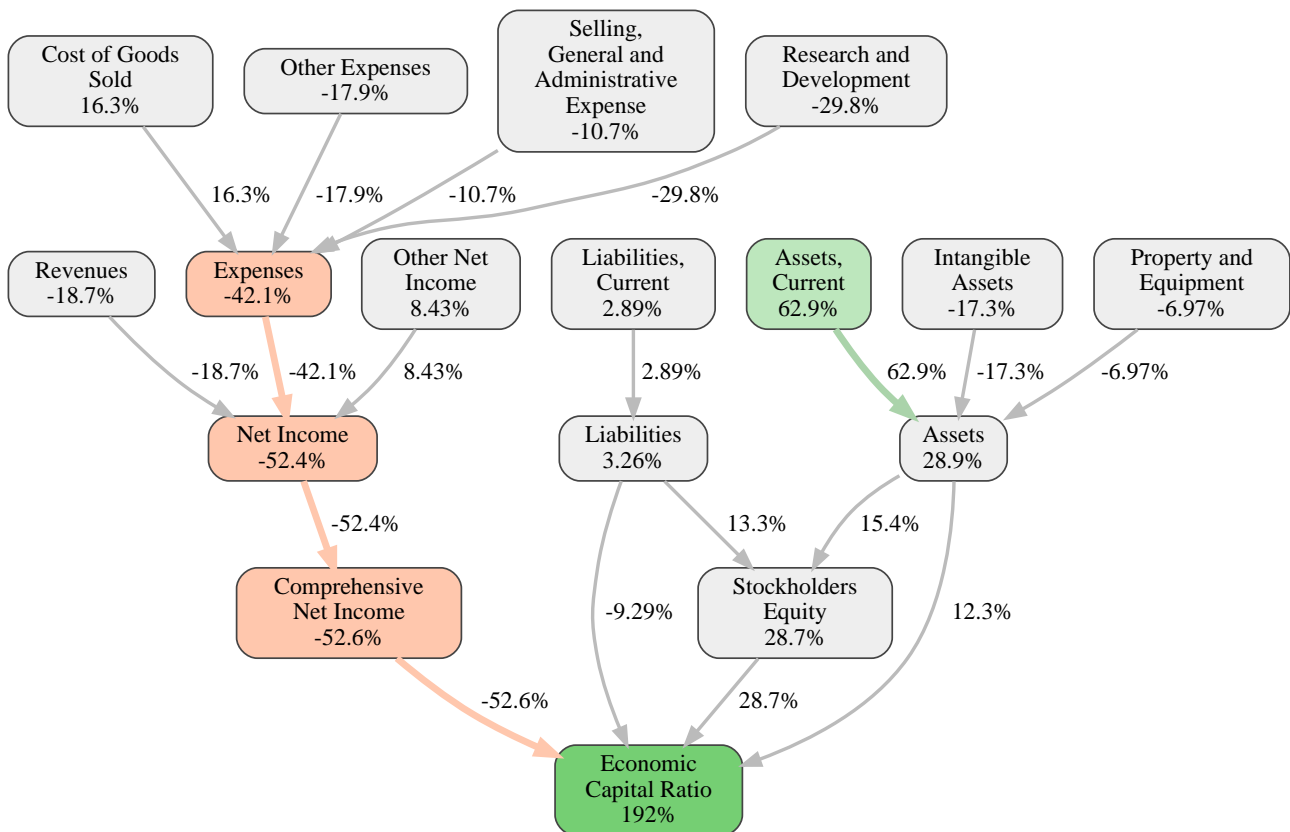 Cost of Goods
Sold
16.3%
Other Expenses
-17.9%
Selling,
General and
Administrative
Expense
-10.7%
Research and
Development
-29.8%
16.3%
-17.9%
-10.7%
-29.8%
Revenues
-18.7%
Expenses
-42.1%
Other Net
Income
8.43%
Liabilities,
Current
2.89%
Assets,
Current
62.9%
Intangible
Assets
-17.3%
Property and
Equipment
-6.97%
-18.7%
-42.1%
8.43%
2.89%
62.9%
-17.3%
-6.97%
Net Income
-52.4%
Liabilities
3.26%
Assets
28.9%
-52.4%
13.3%
15.4%
Comprehensive
Net Income
-52.6%
-9.29%
Stockholders
Equity
28.7%
12.3%
-52.6%
28.7%
Economic
Capital Ratio
192%